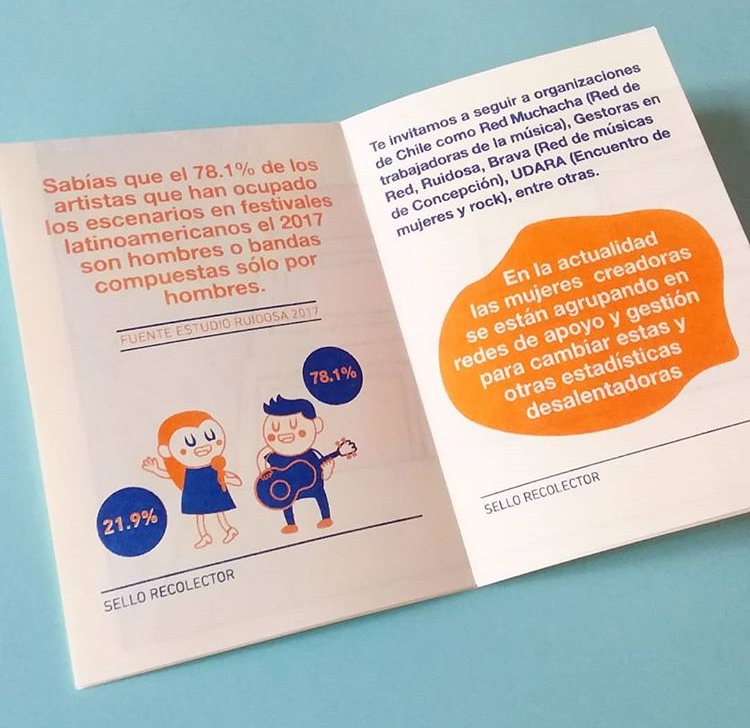 Sabías que el 78.1% de los
artistas que han ocupado
los escenarios en festivales
latinoamericanos el 2017
son hombres o bandas
compuestas sólo por
hombres.
FUENTE ESTUDIO RUIDOSA 2017
78.1%
21.9%
SELLO RECOLECTOR
Te invitamos a seguir a organizaciones
de Chile como Red Muchacha (Red de
trabajadoras de la música), Gestoras en
Red, Ruidosa, Brava (Red de músicas
de Concepción), UDARA (Encuentro de
mujeres y rock), entre otras.
En la actualidad
las mujeres creadoras
se están agrupando en
redes de apoyo y gestión
para cambiar estas y
otras estadísticas
desalentadoras
SELLO RECOLECTOR